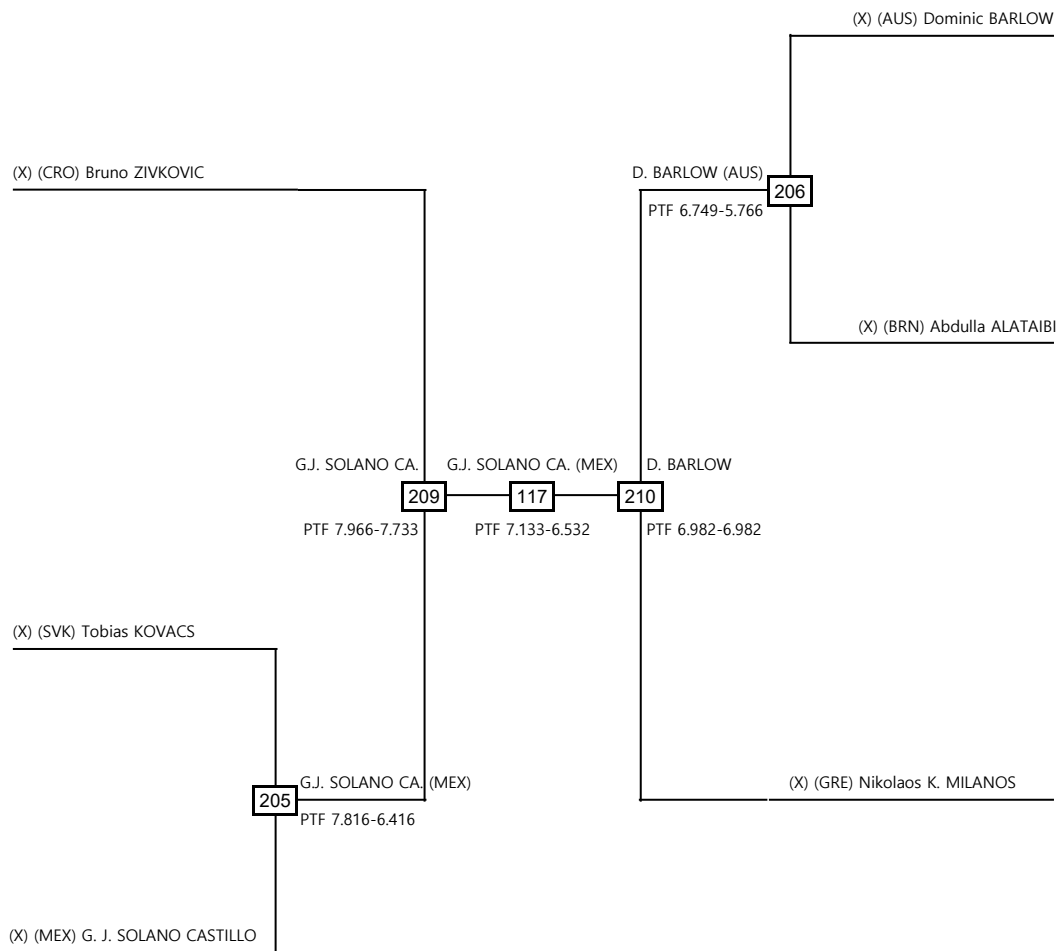 (X) (AUS) Dominic BARLOW
(X) (CRO) Bruno ZIVKOVIC
D. BARLOW (AUS)
206
PTF 6.749-5.766
(X) (BRN) Abdulla ALATAIBI
G.J. SOLANO CA.
G.J. SOLANO CA. (MEX)
D. BARLOW
209
117
210
PTF 7.966-7.733
PTF 7.133-6.532
PTF 6.982-6.982
(X) (SVK) Tobias KOVACS
G.J. SOLANO CA. (MEX)
(X) (GRE) Nikolaos K. MILANOS
205
PTF 7.816-6.416
(X) (MEX) G. J. SOLANO CASTILLO